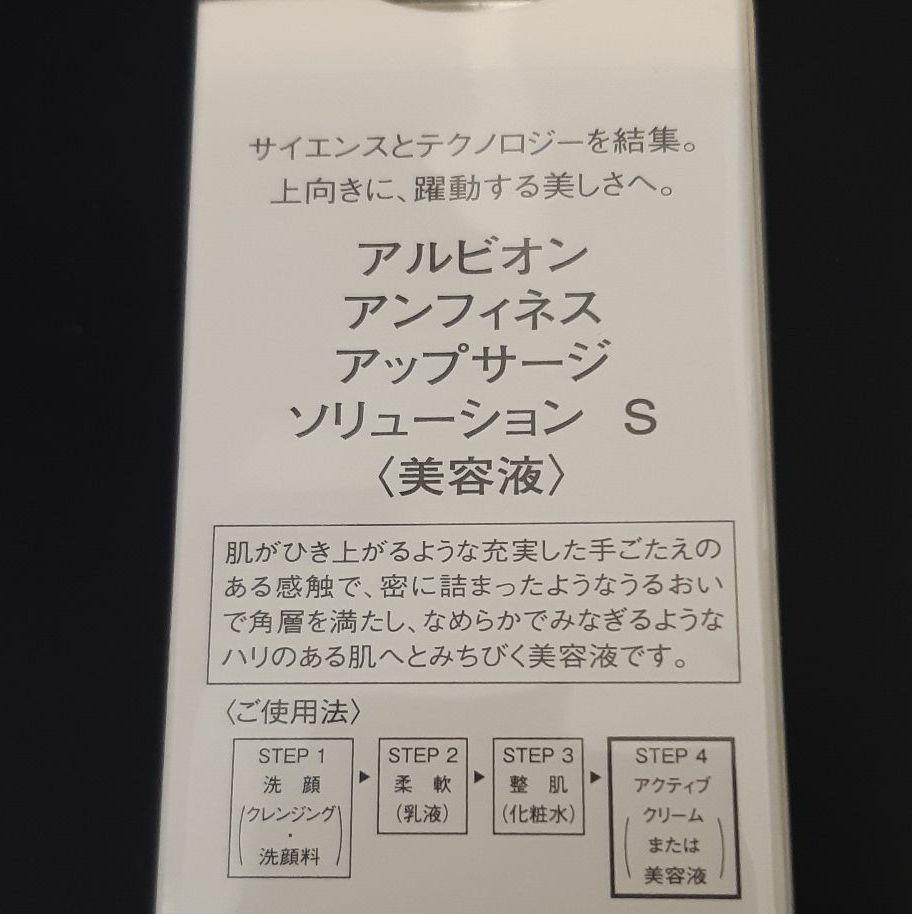 サイエンスとテクノロジーを結集。
上向きに、躍動する美しさへ。
アルビオン
アンフィネス
アップサージ
ソリューション S
〈美容液〉
肌がひき上がるような充実した手ごたえの
ある感触で、密に詰まったようなうるおい
で角層を満たし、なめらかでみなぎるような
ハリのある肌へとみちびく美容液です。
〈ご使用法〉
STEP 1
洗 顔
(クレンジング
・
洗顔料)
▶
STEP 2
柔 軟
(乳液)
▶
STEP 3
整 肌
(化粧水)
▶
STEP 4
アクティブ
(クリーム
または
美容液)